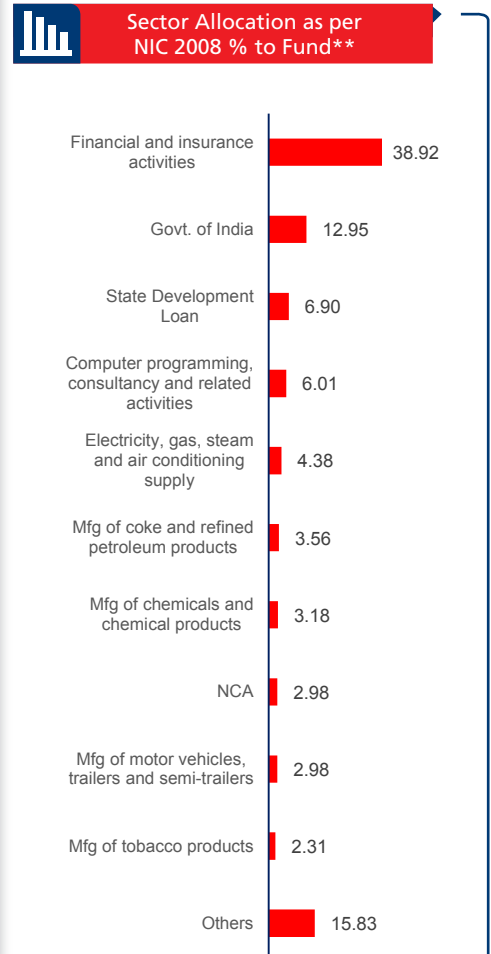 Sector Allocation as per
NIC 2008 % to Fund**
Financial and insurance
activities
38.92
Govt. of India
12.95
State Development
Loan
6.90
Computer programming,
consultancy and related
activities
6.01
Electricity, gas, steam
and air conditioning
supply
4.38
Mfg of coke and refined
petroleum products
3.56
Mfg of chemicals and
chemical products
3.18
NCA
2.98
Mfg of motor vehicles,
trailers and semi-trailers
2.98
Mfg of tobacco products
2.31
Others
15.83